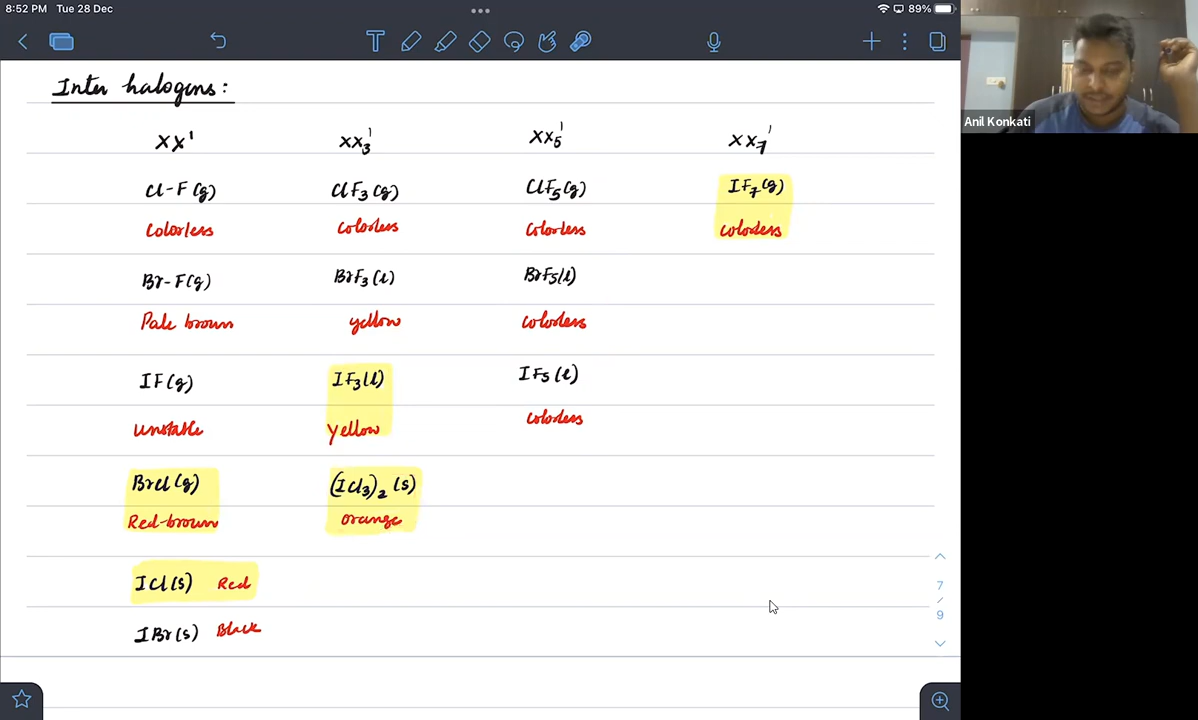 8:52 PM Tue 28 Dec
89%
Inter halogens:
XX' XX₃' XX₅' XX₇'
Cl-F(g) ClF₃(g) ClF₅(g) IF₇(g)
colorless colorless colorless colorless
Br-F(g) BrF₃(l) BrF₅(l)
Pale brown yellow colorless
IF(g) IF₃(l) IF₅(l)
unstable yellow colorless
BrCl(g) (ICl₃)₂(s)
Red-brown orange
ICl(s) Red
IBr(s) Black
Anil Konkati
7
/
9